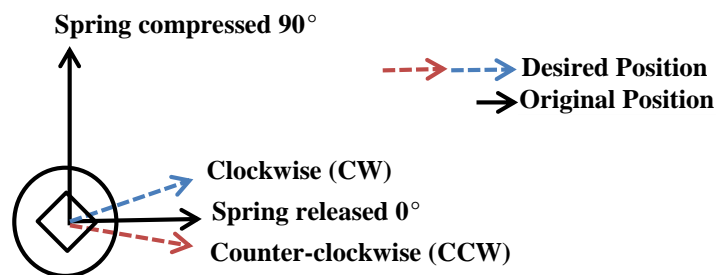 Spring compressed 90°
Desired Position
Original Position
Clockwise (CW)
Spring released 0°
Counter-clockwise (CCW)